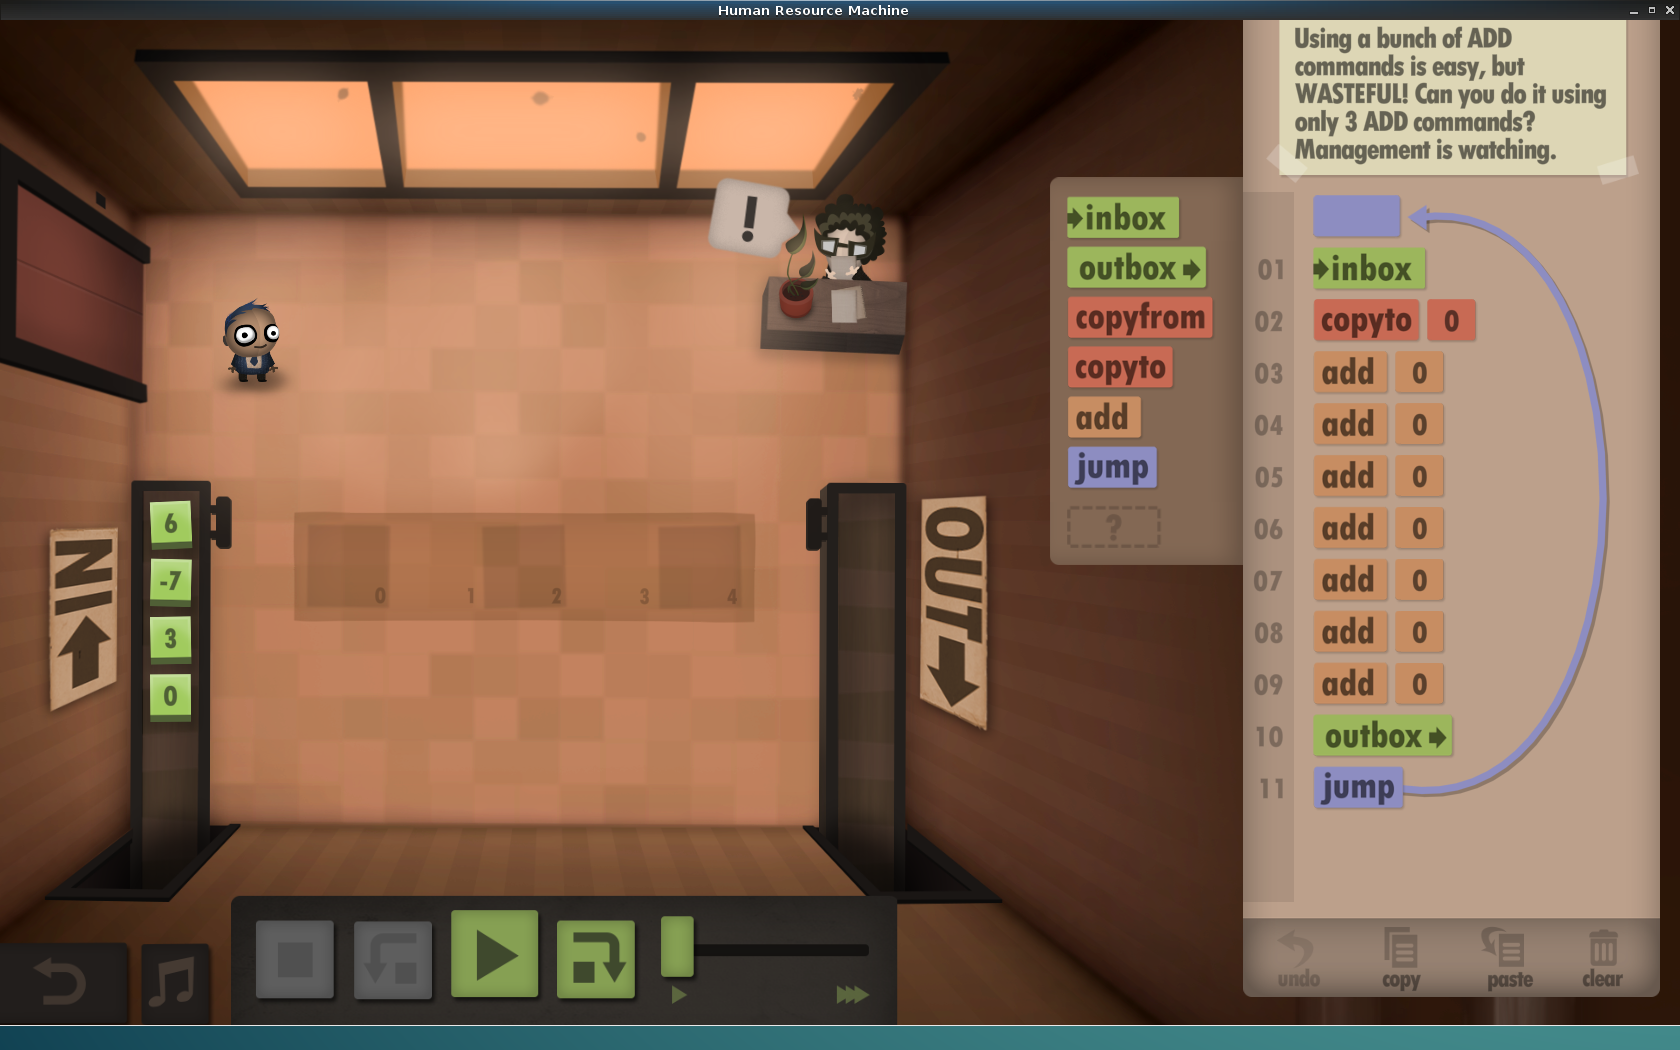 Human Resource Machine
Using a bunch of ADD
commands is easy, but
WASTEFUL! Can you do it using
only 3 ADD commands?
Management is watching.
!
inbox
outbox
copyfrom
copyto
add
jump
?
01 inbox
02 copyto 0
03 add 0
04 add 0
05 add 0
06 add 0
07 add 0
08 add 0
09 add 0
10 outbox
11 jump
IN
6
-7
3
0
0 1 2 3 4
OUT
undo copy paste clear